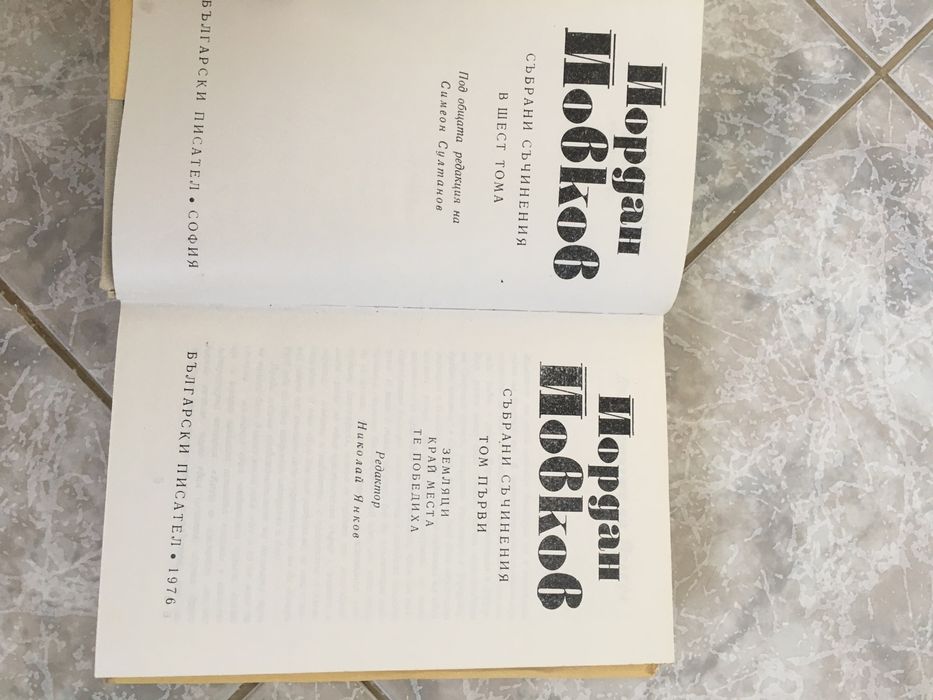 Йордан
Йовков
СЪБРАНИ СЪЧИНЕНИЯ
В ШЕСТ ТОМА
Под общата редакция на
Симеон Султанов
БЪЛГАРСКИ ПИСАТЕЛ • СОФИЯ
Йордан
Йовков
СЪБРАНИ СЪЧИНЕНИЯ
ТОМ ПЪРВИ
ЗЕМЛЯЦИ
КРАЙ МЕСТА
ТЕ ПОБЕДИХА
Редактор
Николай Янков
БЪЛГАРСКИ ПИСАТЕЛ • 1976